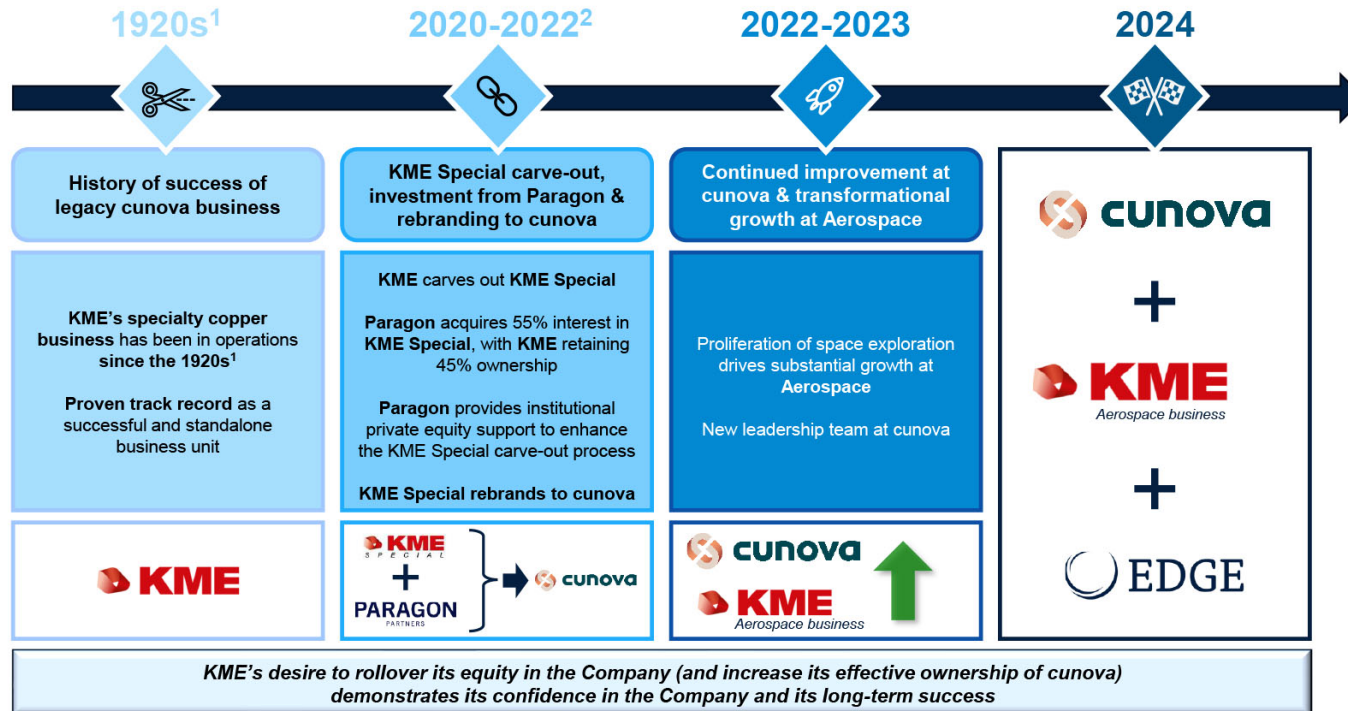 1920s1
2020-20222
2022-2023
2024
History of success of
legacy cunova business
KME Special carve-out,
investment from Paragon &
rebranding to cunova
Continued improvement at
cunova & transformational
growth at Aerospace
KME's specialty copper
business has been in operations
since the 1920s1
Proven track record as a
successful and standalone
business unit
KME carves out KME Special
Paragon acquires 55% interest in
KME Special, with KME retaining
45% ownership
Paragon provides institutional
private equity support to enhance
the KME Special carve-out process
KME Special rebrands to cunova
Proliferation of space exploration
drives substantial growth at
Aerospace
New leadership team at cunova
cunova
+
KME
Aerospace business
+
EDGE
KME
KME
SPECIAL
+
PARAGON
PARTNERS
cunova
cunova
KME
Aerospace business
KME's desire to rollover its equity in the Company (and increase its effective ownership of cunova)
demonstrates its confidence in the Company and its long-term success